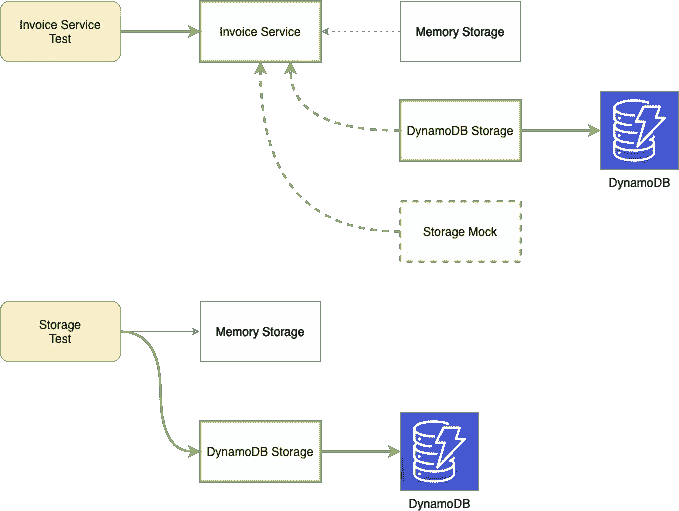 Invoice Service
Test
Invoice Service
Memory Storage
DynamoDB Storage
DynamoDB
Storage Mock
Storage
Test
Memory Storage
DynamoDB Storage
DynamoDB